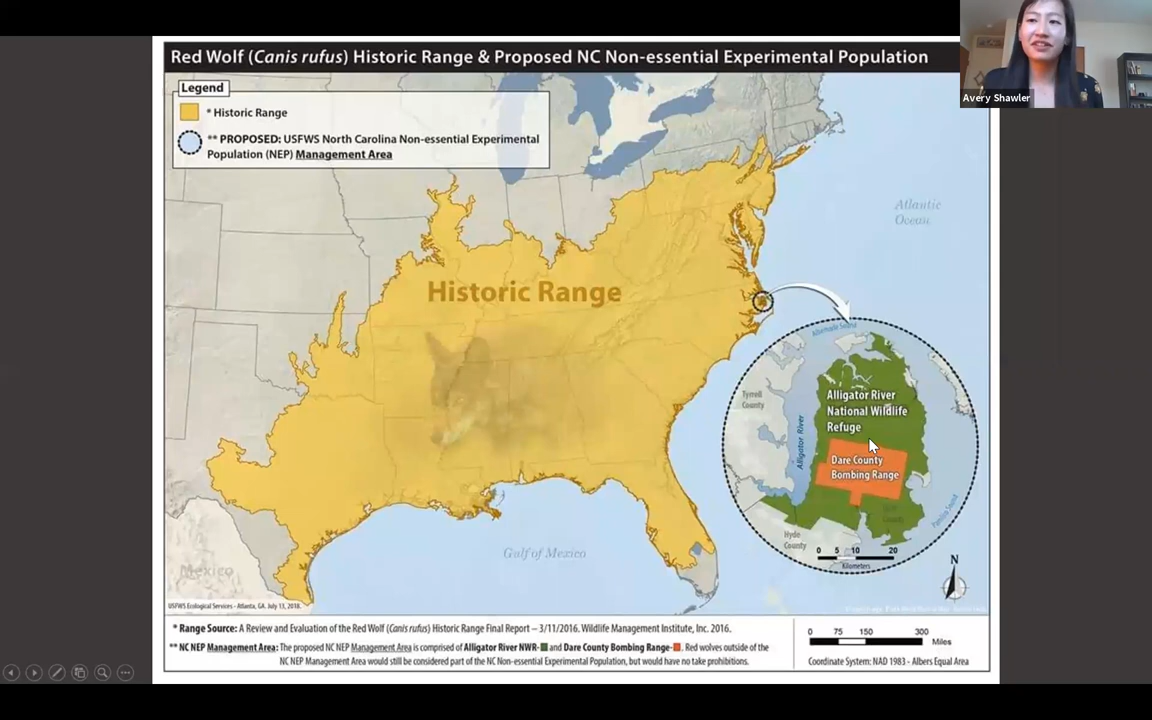 Red Wolf (Canis rufus) Historic Range & Proposed NC Non-essential Experimental Population
Avery Shawler
Legend
* Historic Range
** PROPOSED: USFWS North Carolina Non-essential Experimental
Population (NEP) Management Area
Atlantic
Ocean
Historic Range
Albemarle Sound
Tyrrell
County
Alligator River
National Wildlife
Refuge
Alligator River
Dare County
Bombing Range
Pamlico Sound
Hyde
County
0 5 10 20
Kilometers
Gulf of Mexico
Mexico
N
USFWS Ecological Services - Atlanta, GA. July 13, 2018.
* Range Source: A Review and Evaluation of the Red Wolf (Canis rufus) Historic Range Final Report – 3/11/2016. Wildlife Management Institute, Inc. 2016.
** NC NEP Management Area: The proposed NC NEP Management Area is comprised of Alligator River NWR- and Dare County Bombing Range- . Red wolves outside of the
NC NEP Management Area would still be considered part of the NC Non-essential Experimental Population, but would have no take prohibitions.
0 75 150 300
Miles
Coordinate System: NAD 1983 - Albers Equal Area